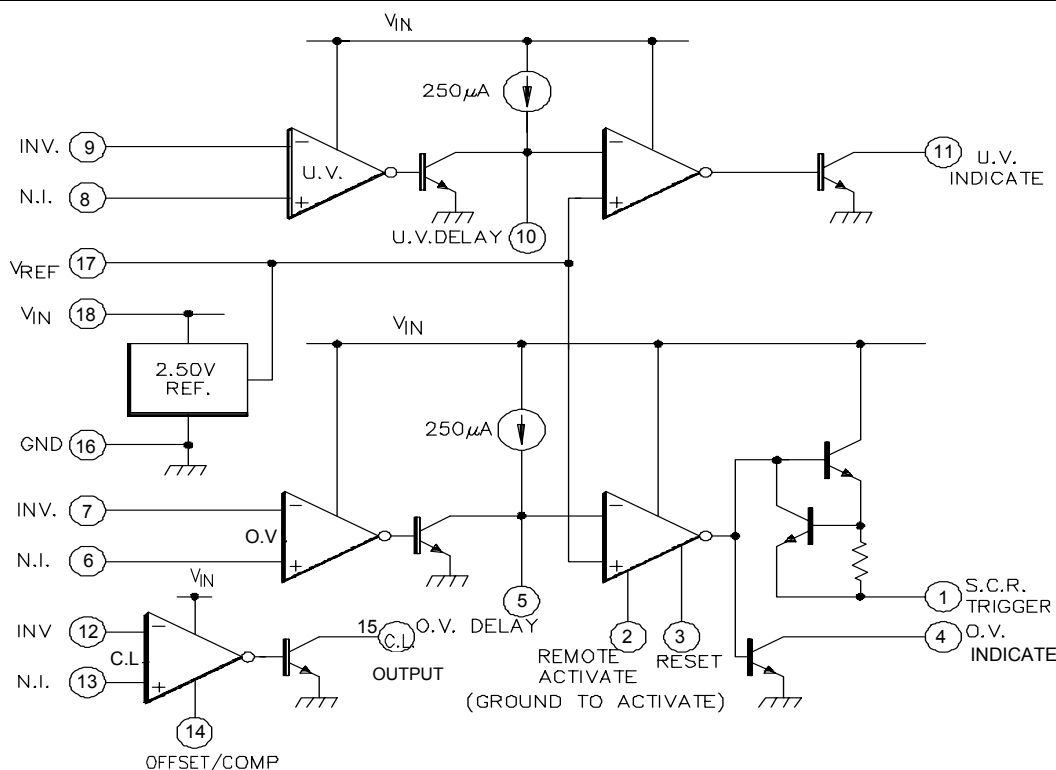 VIN
250µA
INV. 9
N.I. 8
−
U.V.
+
−
+
11 U.V.
INDICATE
U.V.DELAY 10
VREF 17
VIN 18
2.50V
REF.
GND 16
VIN
250µA
INV. 7
N.I. 6
−
O.V
+
−
+
5
O.V. DELAY
2
REMOTE
ACTIVATE
(GROUND TO ACTIVATE)
3
RESET
1 S.C.R.
TRIGGER
4 O.V.
INDICATE
VIN
INV 12
N.I. 13
−
C.L.
+
15 C.L.
OUTPUT
14
OFFSET/COMP